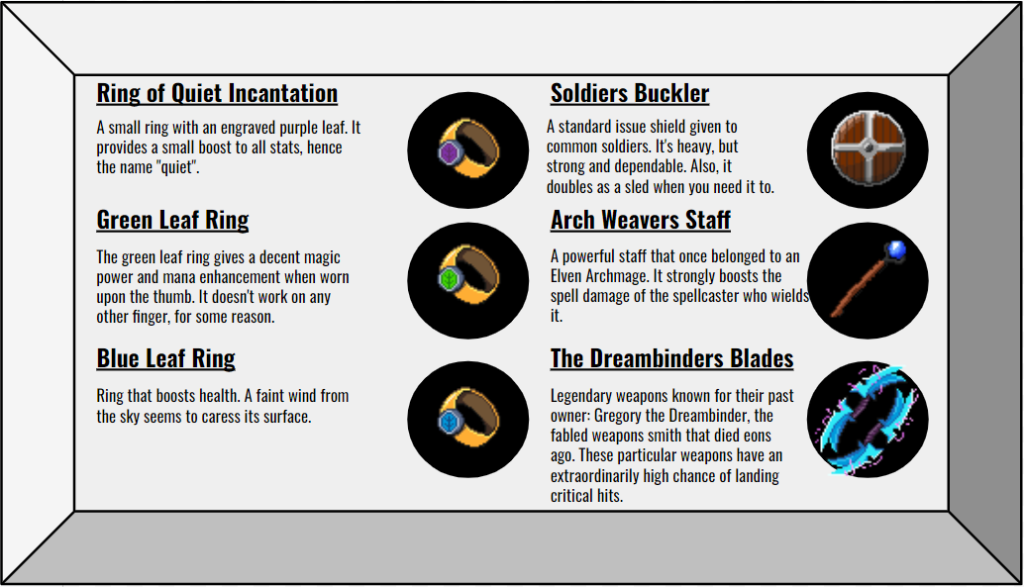 Ring of Quiet Incantation
A small ring with an engraved purple leaf. It
provides a small boost to all stats, hence
the name "quiet".
Green Leaf Ring
The green leaf ring gives a decent magic
power and mana enhancement when worn
upon the thumb. It doesn't work on any
other finger, for some reason.
Blue Leaf Ring
Ring that boosts health. A faint wind from
the sky seems to caress its surface.
Soldiers Buckler
A standard issue shield given to
common soldiers. It's heavy, but
strong and dependable. Also, it
doubles as a sled when you need it to.
Arch Weavers Staff
A powerful staff that once belonged to an
Elven Archmage. It strongly boosts the
spell damage of the spellcaster who wields
it.
The Dreambinders Blades
Legendary weapons known for their past
owner: Gregory the Dreambinder, the
fabled weapons smith that died eons
ago. These particular weapons have an
extraordinarily high chance of landing
critical hits.